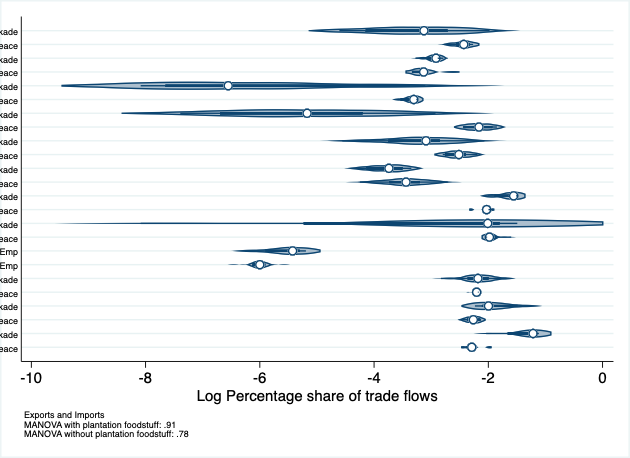 kade
eace
kade
eace
kade
eace
kade
eace
kade
eace
kade
eace
kade
eace
kade
eace
Emp
Emp
kade
eace
kade
eace
kade
eace
-10 -8 -6 -4 -2 0
Log Percentage share of trade flows
Exports and Imports
MANOVA with plantation foodstuff: .91
MANOVA without plantation foodstuff: .78